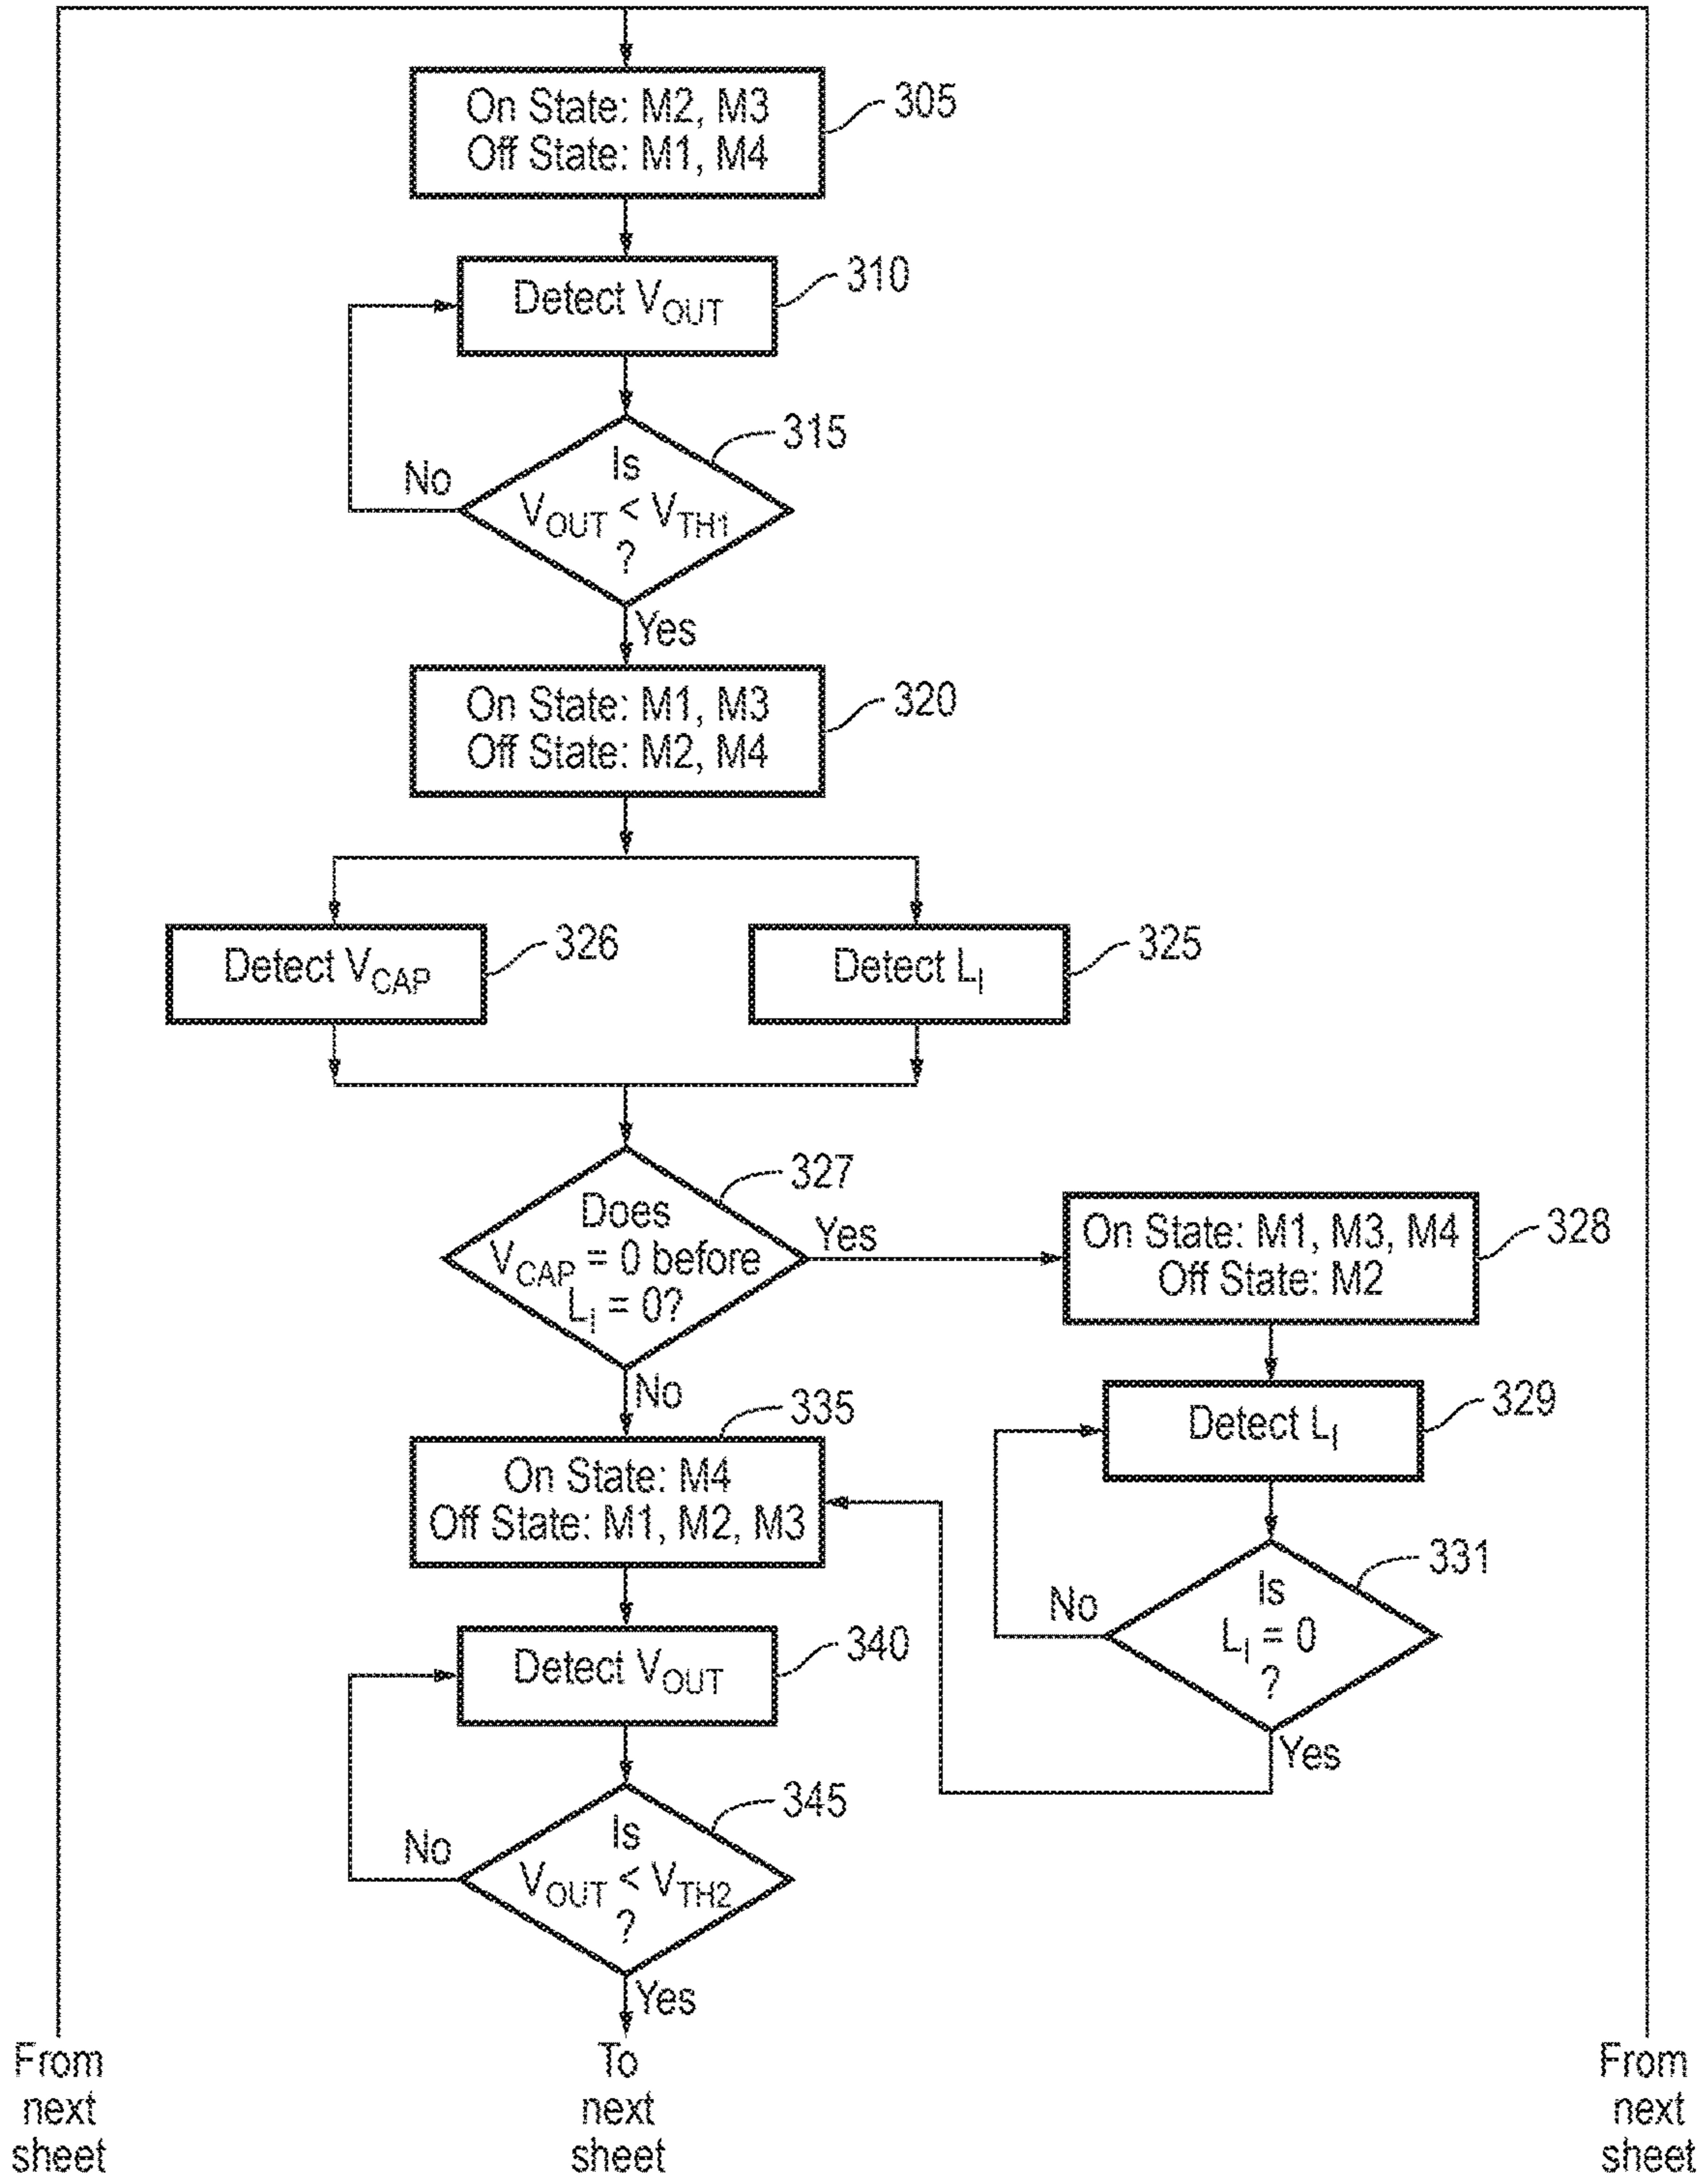 On State: M2, M3
Off State: M1, M4
305
Detect VOUT
310
315
Is
VOUT < VTH1
?
No
Yes
On State: M1, M3
Off State: M2, M4
320
Detect VCAP
326
Detect LI
325
327
Does
VCAP = 0 before
LI = 0?
Yes
No
On State: M1, M3, M4
Off State: M2
328
335
On State: M4
Off State: M1, M2, M3
Detect LI
329
331
Is
LI = 0
?
No
Yes
Detect VOUT
340
345
Is
VOUT < VTH2
?
No
Yes
From
next
sheet
To
next
sheet
From
next
sheet